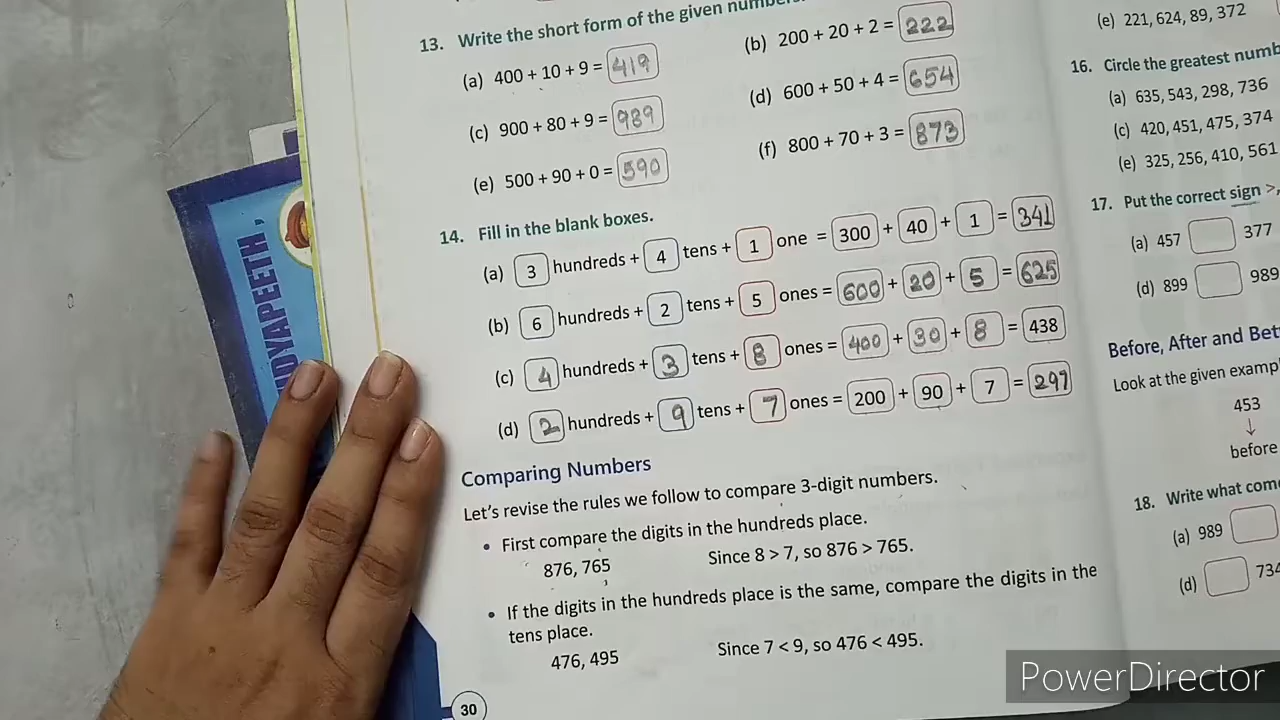 13. Write the short form of the given numbers.
(a) 400 + 10 + 9 = 419
(b) 200 + 20 + 2 = 222
(c) 900 + 80 + 9 = 989
(d) 600 + 50 + 4 = 654
(e) 500 + 90 + 0 = 590
(f) 800 + 70 + 3 = 873
14. Fill in the blank boxes.
(a) 3 hundreds + 4 tens + 1 one = 300 + 40 + 1 = 341
(b) 6 hundreds + 2 tens + 5 ones = 600 + 20 + 5 = 625
(c) 4 hundreds + 3 tens + 8 ones = 400 + 30 + 8 = 438
(d) 2 hundreds + 9 tens + 7 ones = 200 + 90 + 7 = 297
Comparing Numbers
Let's revise the rules we follow to compare 3-digit numbers.
• First compare the digits in the hundreds place.
876, 765 Since 8 > 7, so 876 > 765.
• If the digits in the hundreds place is the same, compare the digits in the
tens place.
476, 495 Since 7 < 9, so 476 < 495.
30
(e) 221, 624, 89, 372
16. Circle the greatest numb
(a) 635, 543, 298, 736
(c) 420, 451, 475, 374
(e) 325, 256, 410, 561
17. Put the correct sign >,
(a) 457 377
(d) 899 989
Before, After and Bet
Look at the given exampl
453
↓
before
18. Write what com
(a) 989
(d) 734
DYAPEETH,
PowerDirector